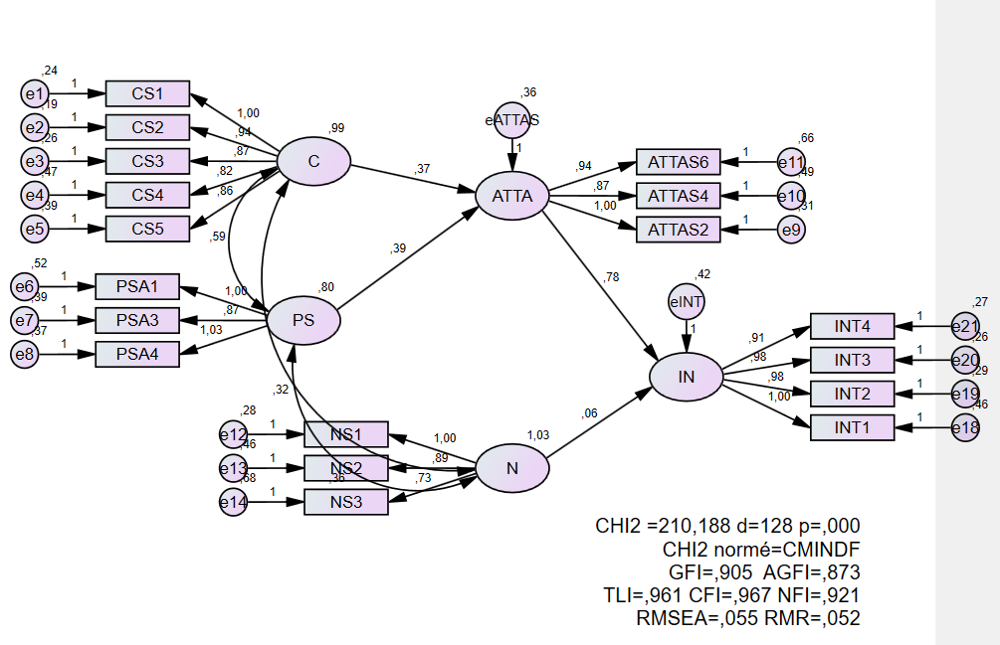 ,24
e1 1 CS1
,19
e2 1 CS2
,26
e3 1 CS3
,47
e4 1 CS4
,39
e5 1 CS5
1,00
,94
,87
,82
,86
,99
C
,59
,37
,36
eATTAS
1
ATTA
,94
,87
1,00
ATTAS6 1 e11 ,66
ATTAS4 1 e10 ,49
ATTAS2 1 e9 ,31
,52
e6 1 PSA1
,39
e7 1 PSA3
,37
e8 1 PSA4
1,00
,87
1,03
,80
PS
,39
,78
,32
,42
eINT
1
IN
,91
,98
,98
1,00
INT4 1 e21 ,27
INT3 1 e20 ,26
INT2 1 e19 ,29
INT1 1 e18 ,46
,28
e12 1 NS1
,46
e13 1 NS2
,68
e14 1 NS3
,36
1,00
,89
,73
1,03
N
,06
CHI2 =210,188 d=128 p=,000
CHI2 normé=CMINDF
GFI=,905 AGFI=,873
TLI=,961 CFI=,967 NFI=,921
RMSEA=,055 RMR=,052